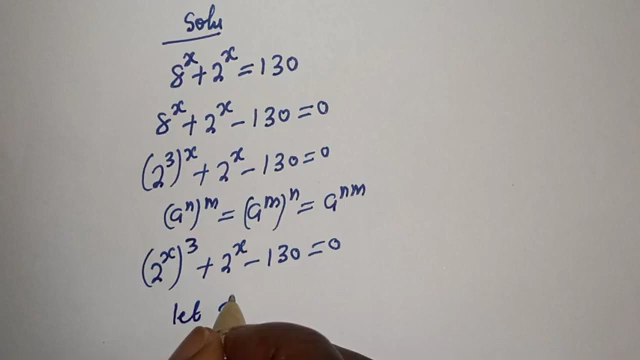 Solu
8^x + 2^x = 130
8^x + 2^x - 130 = 0
(2^3)^x + 2^x - 130 = 0
(a^n)^m = (a^m)^n = a^nm
(2^x)^3 + 2^x - 130 = 0
let